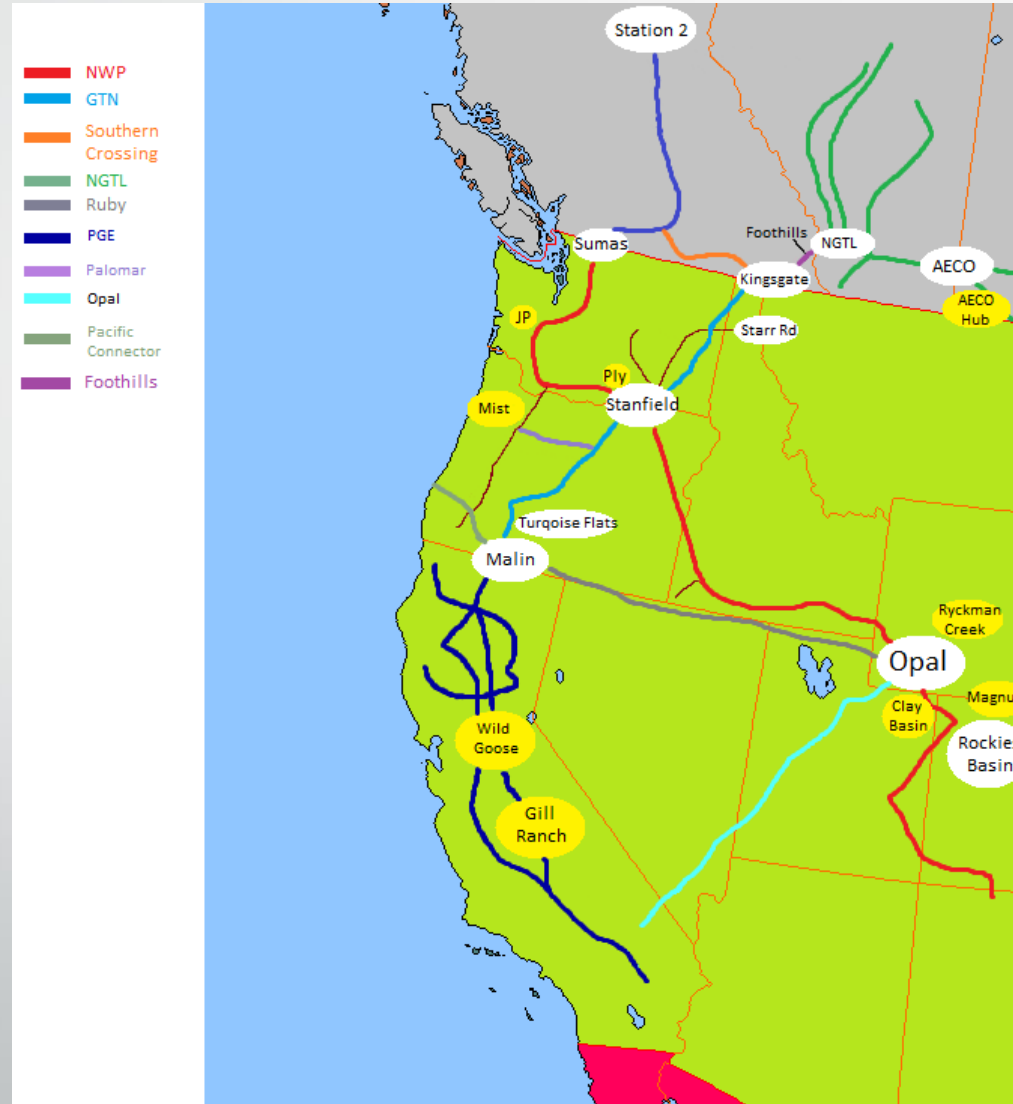 NWP
GTN
Southern
Crossing
NGTL
Ruby
PGE
Palomar
Opal
Pacific
Connector
Foothills
Station 2
Sumas
Foothills
NGTL
Kingsgate
AECO
AECO
Hub
JP
Starr Rd
Ply
Stanfield
Mist
Turqoise Flats
Malin
Ryckman
Creek
Opal
Clay
Basin
Magnu
Rockies
Basin
Wild
Goose
Gill
Ranch